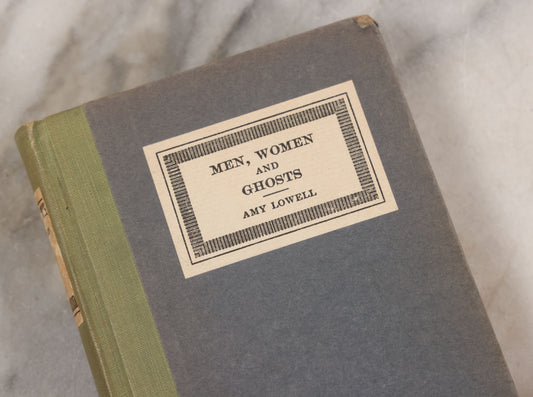 MEN, WOMEN
AND
GHOSTS
AMY LOWELL